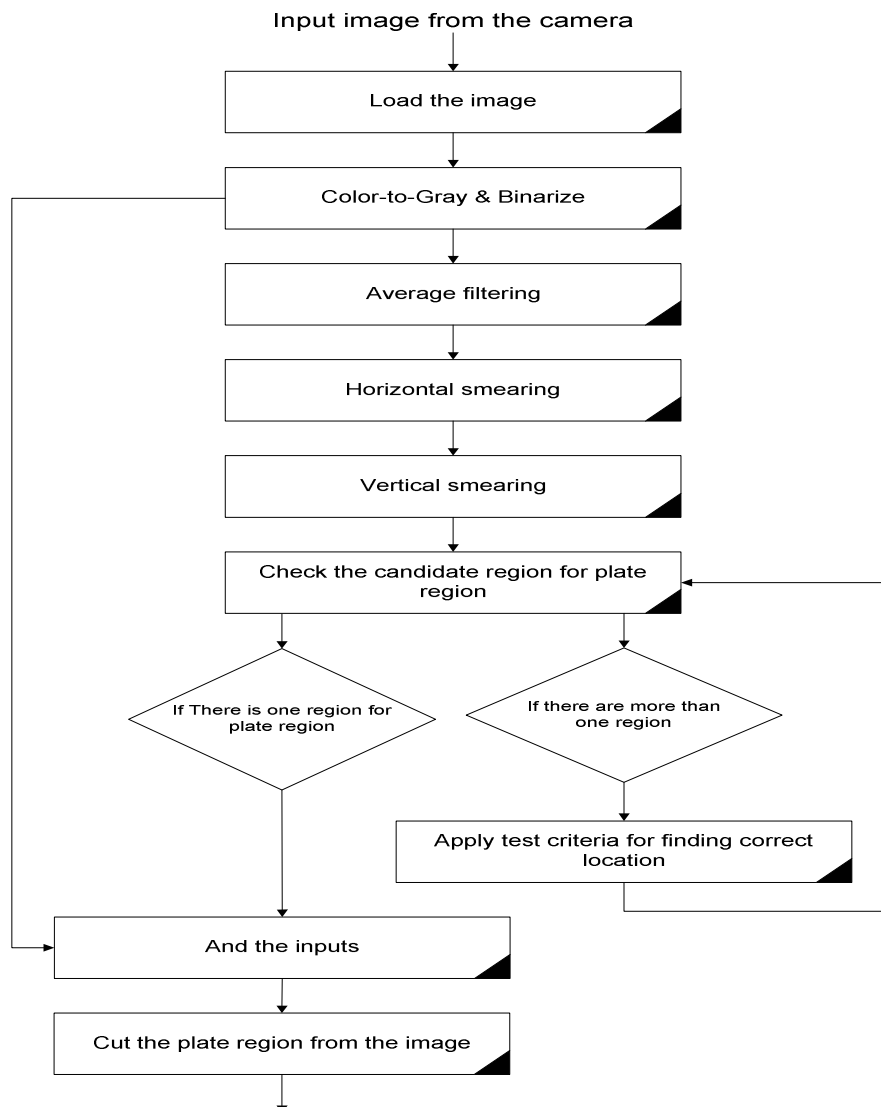 Input image from the camera
Load the image
Color-to-Gray & Binarize
Average filtering
Horizontal smearing
Vertical smearing
Check the candidate region for plate
region
If There is one region for
plate region
If there are more than
one region
Apply test criteria for finding correct
location
And the inputs
Cut the plate region from the image